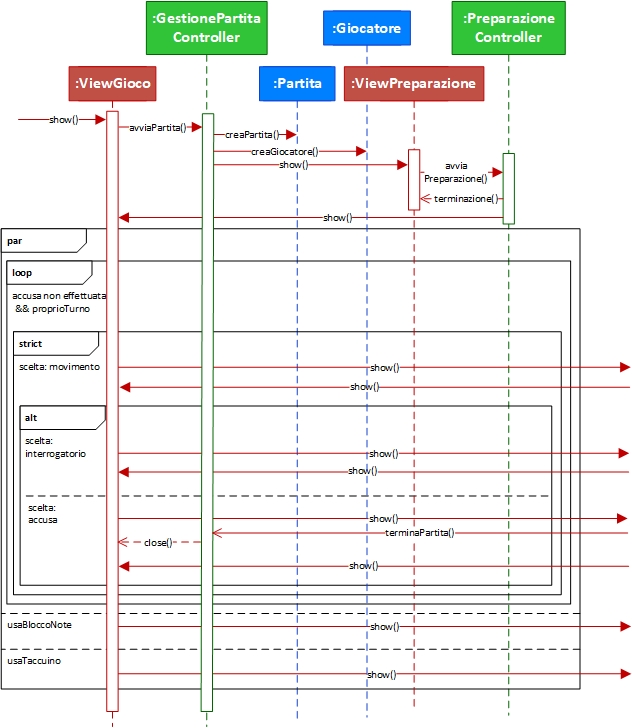 :GestionePartita
Controller
:Giocatore
:Preparazione
Controller
:ViewGioco
:Partita
:ViewPreparazione
show()
avviaPartita()
creaPartita()
creaGiocatore()
show()
avvia
Preparazione()
terminazione()
show()
par
loop
accusa non effettuata
&& proprioTurno
strict
scelta: movimento
show()
show()
alt
scelta:
interrogatorio
show()
show()
scelta:
accusa
show()
terminaPartita()
close()
show()
usaBloccoNote
show()
usaTaccuino
show()